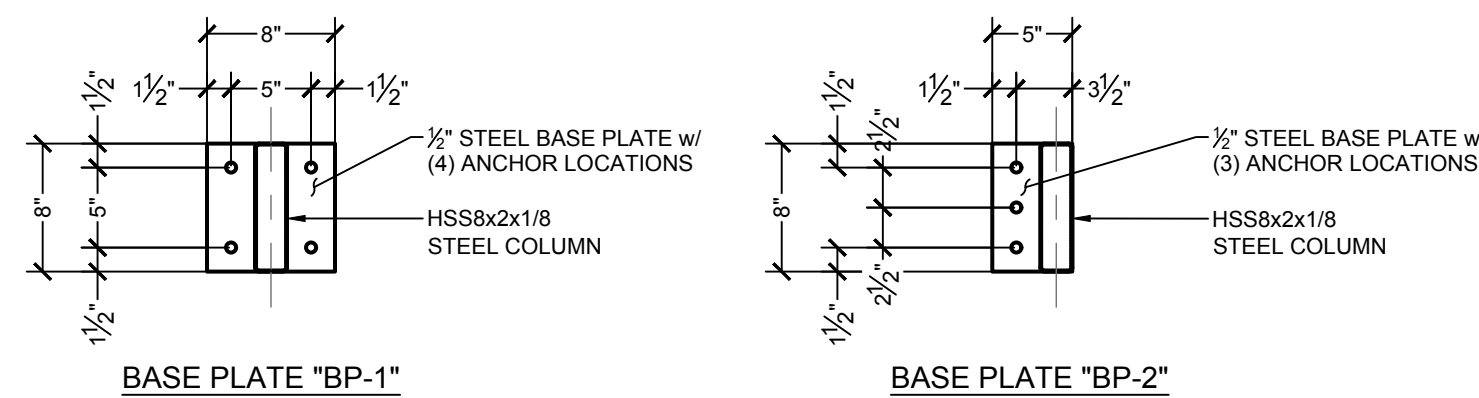 8"
1½"
5"
1½"
1½"
8"
5"
1½"
½" STEEL BASE PLATE w/
(4) ANCHOR LOCATIONS
HSS8x2x1/8
STEEL COLUMN
BASE PLATE "BP-1"
5"
1½"
3½"
1½"
2½"
8"
2½"
1½"
½" STEEL BASE PLATE w
(3) ANCHOR LOCATIONS
HSS8x2x1/8
STEEL COLUMN
BASE PLATE "BP-2"